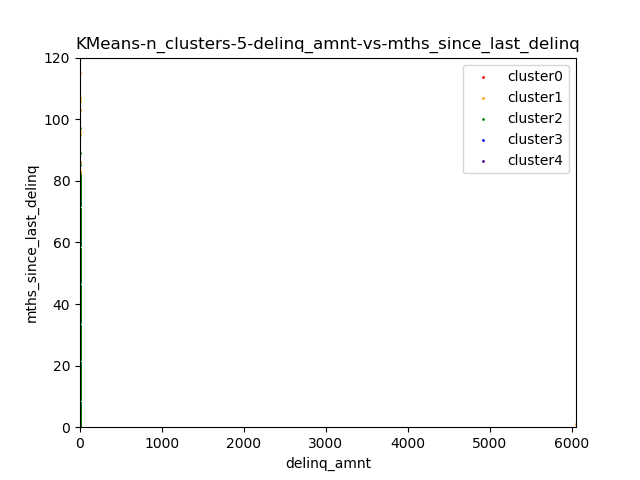 KMeans-n_clusters-5-delinq_amnt-vs-mths_since_last_delinq
120
100
80
60
40
20
0
mths_since_last_delinq
cluster0
cluster1
cluster2
cluster3
cluster4
0 1000 2000 3000 4000 5000 6000
delinq_amnt